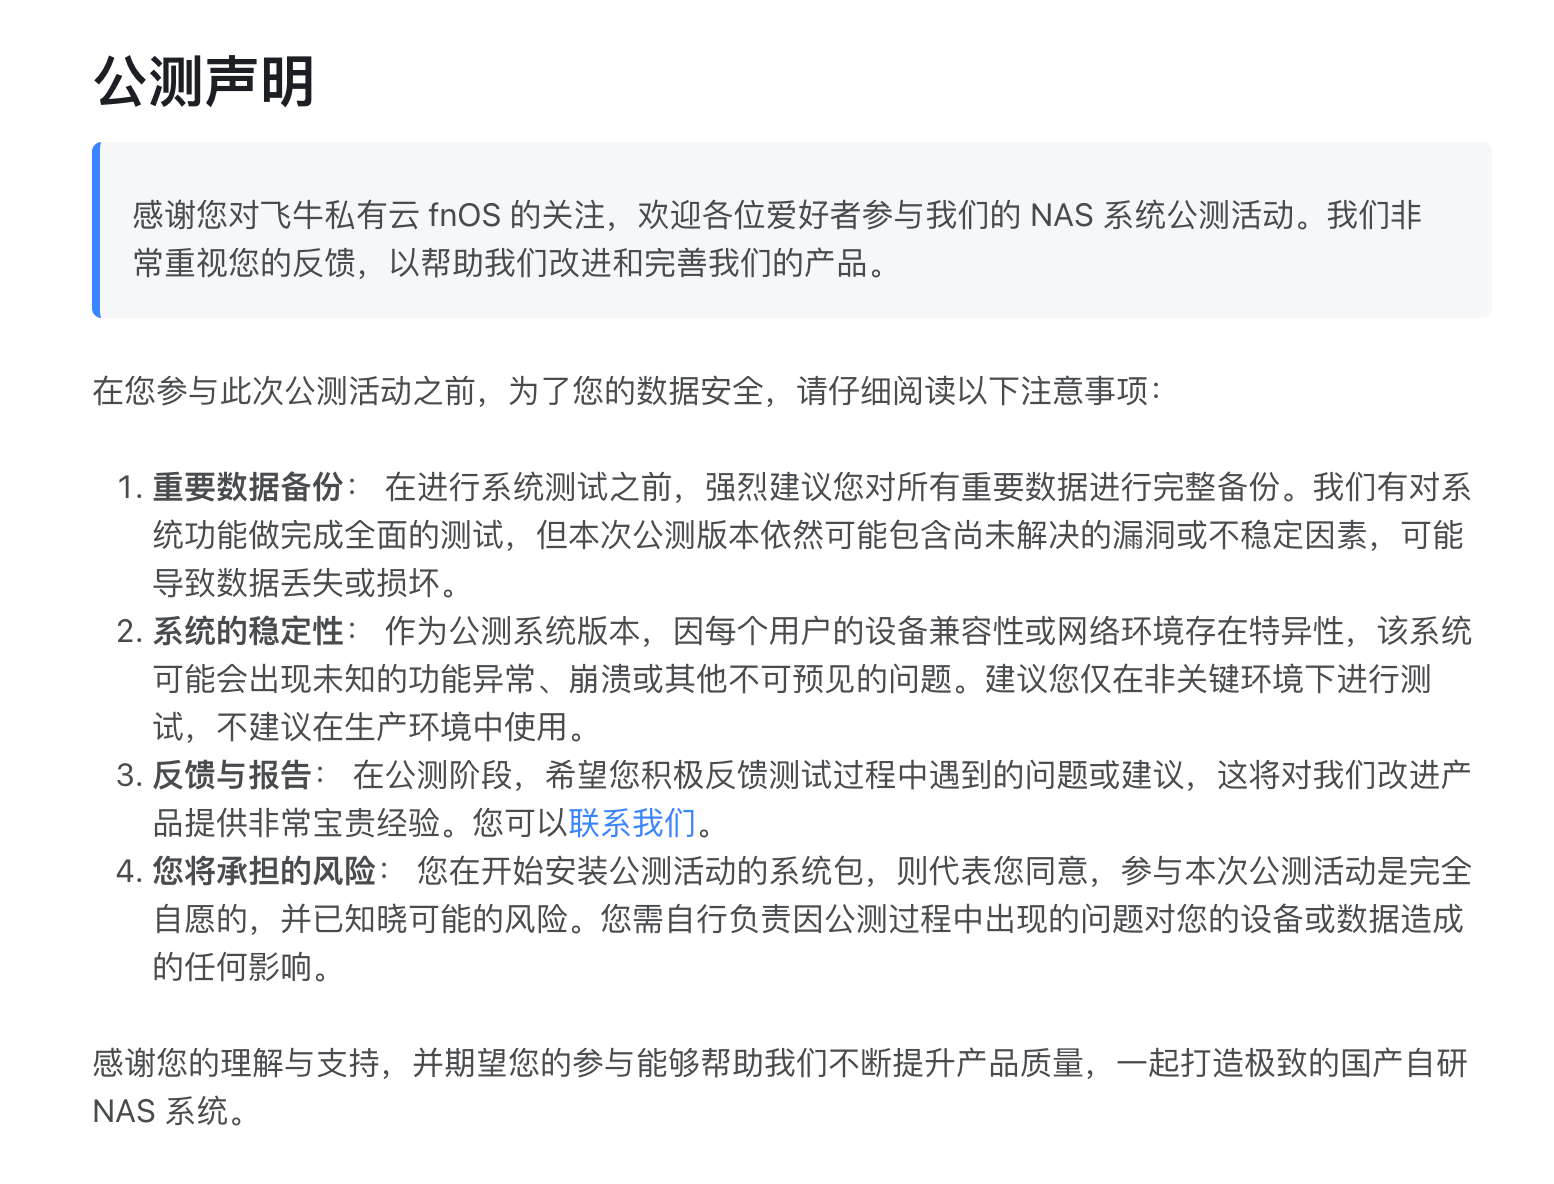 公测声明
感谢您对飞牛私有云 fnOS 的关注，欢迎各位爱好者参与我们的 NAS 系统公测活动。我们非
常重视您的反馈，以帮助我们改进和完善我们的产品。
在您参与此次公测活动之前，为了您的数据安全，请仔细阅读以下注意事项：
1. 重要数据备份： 在进行系统测试之前，强烈建议您对所有重要数据进行完整备份。我们有对系
统功能做完成全面的测试，但本次公测版本依然可能包含尚未解决的漏洞或不稳定因素，可能
导致数据丢失或损坏。
2. 系统的稳定性： 作为公测系统版本，因每个用户的设备兼容性或网络环境存在特异性，该系统
可能会出现未知的功能异常、崩溃或其他不可预见的问题。建议您仅在非关键环境下进行测
试，不建议在生产环境中使用。
3. 反馈与报告： 在公测阶段，希望您积极反馈测试过程中遇到的问题或建议，这将对我们改进产
品提供非常宝贵经验。您可以联系我们。
4. 您将承担的风险： 您在开始安装公测活动的系统包，则代表您同意，参与本次公测活动是完全
自愿的，并已知晓可能的风险。您需自行负责因公测过程中出现的问题对您的设备或数据造成
的任何影响。
感谢您的理解与支持，并期望您的参与能够帮助我们不断提升产品质量，一起打造极致的国产自研
NAS 系统。